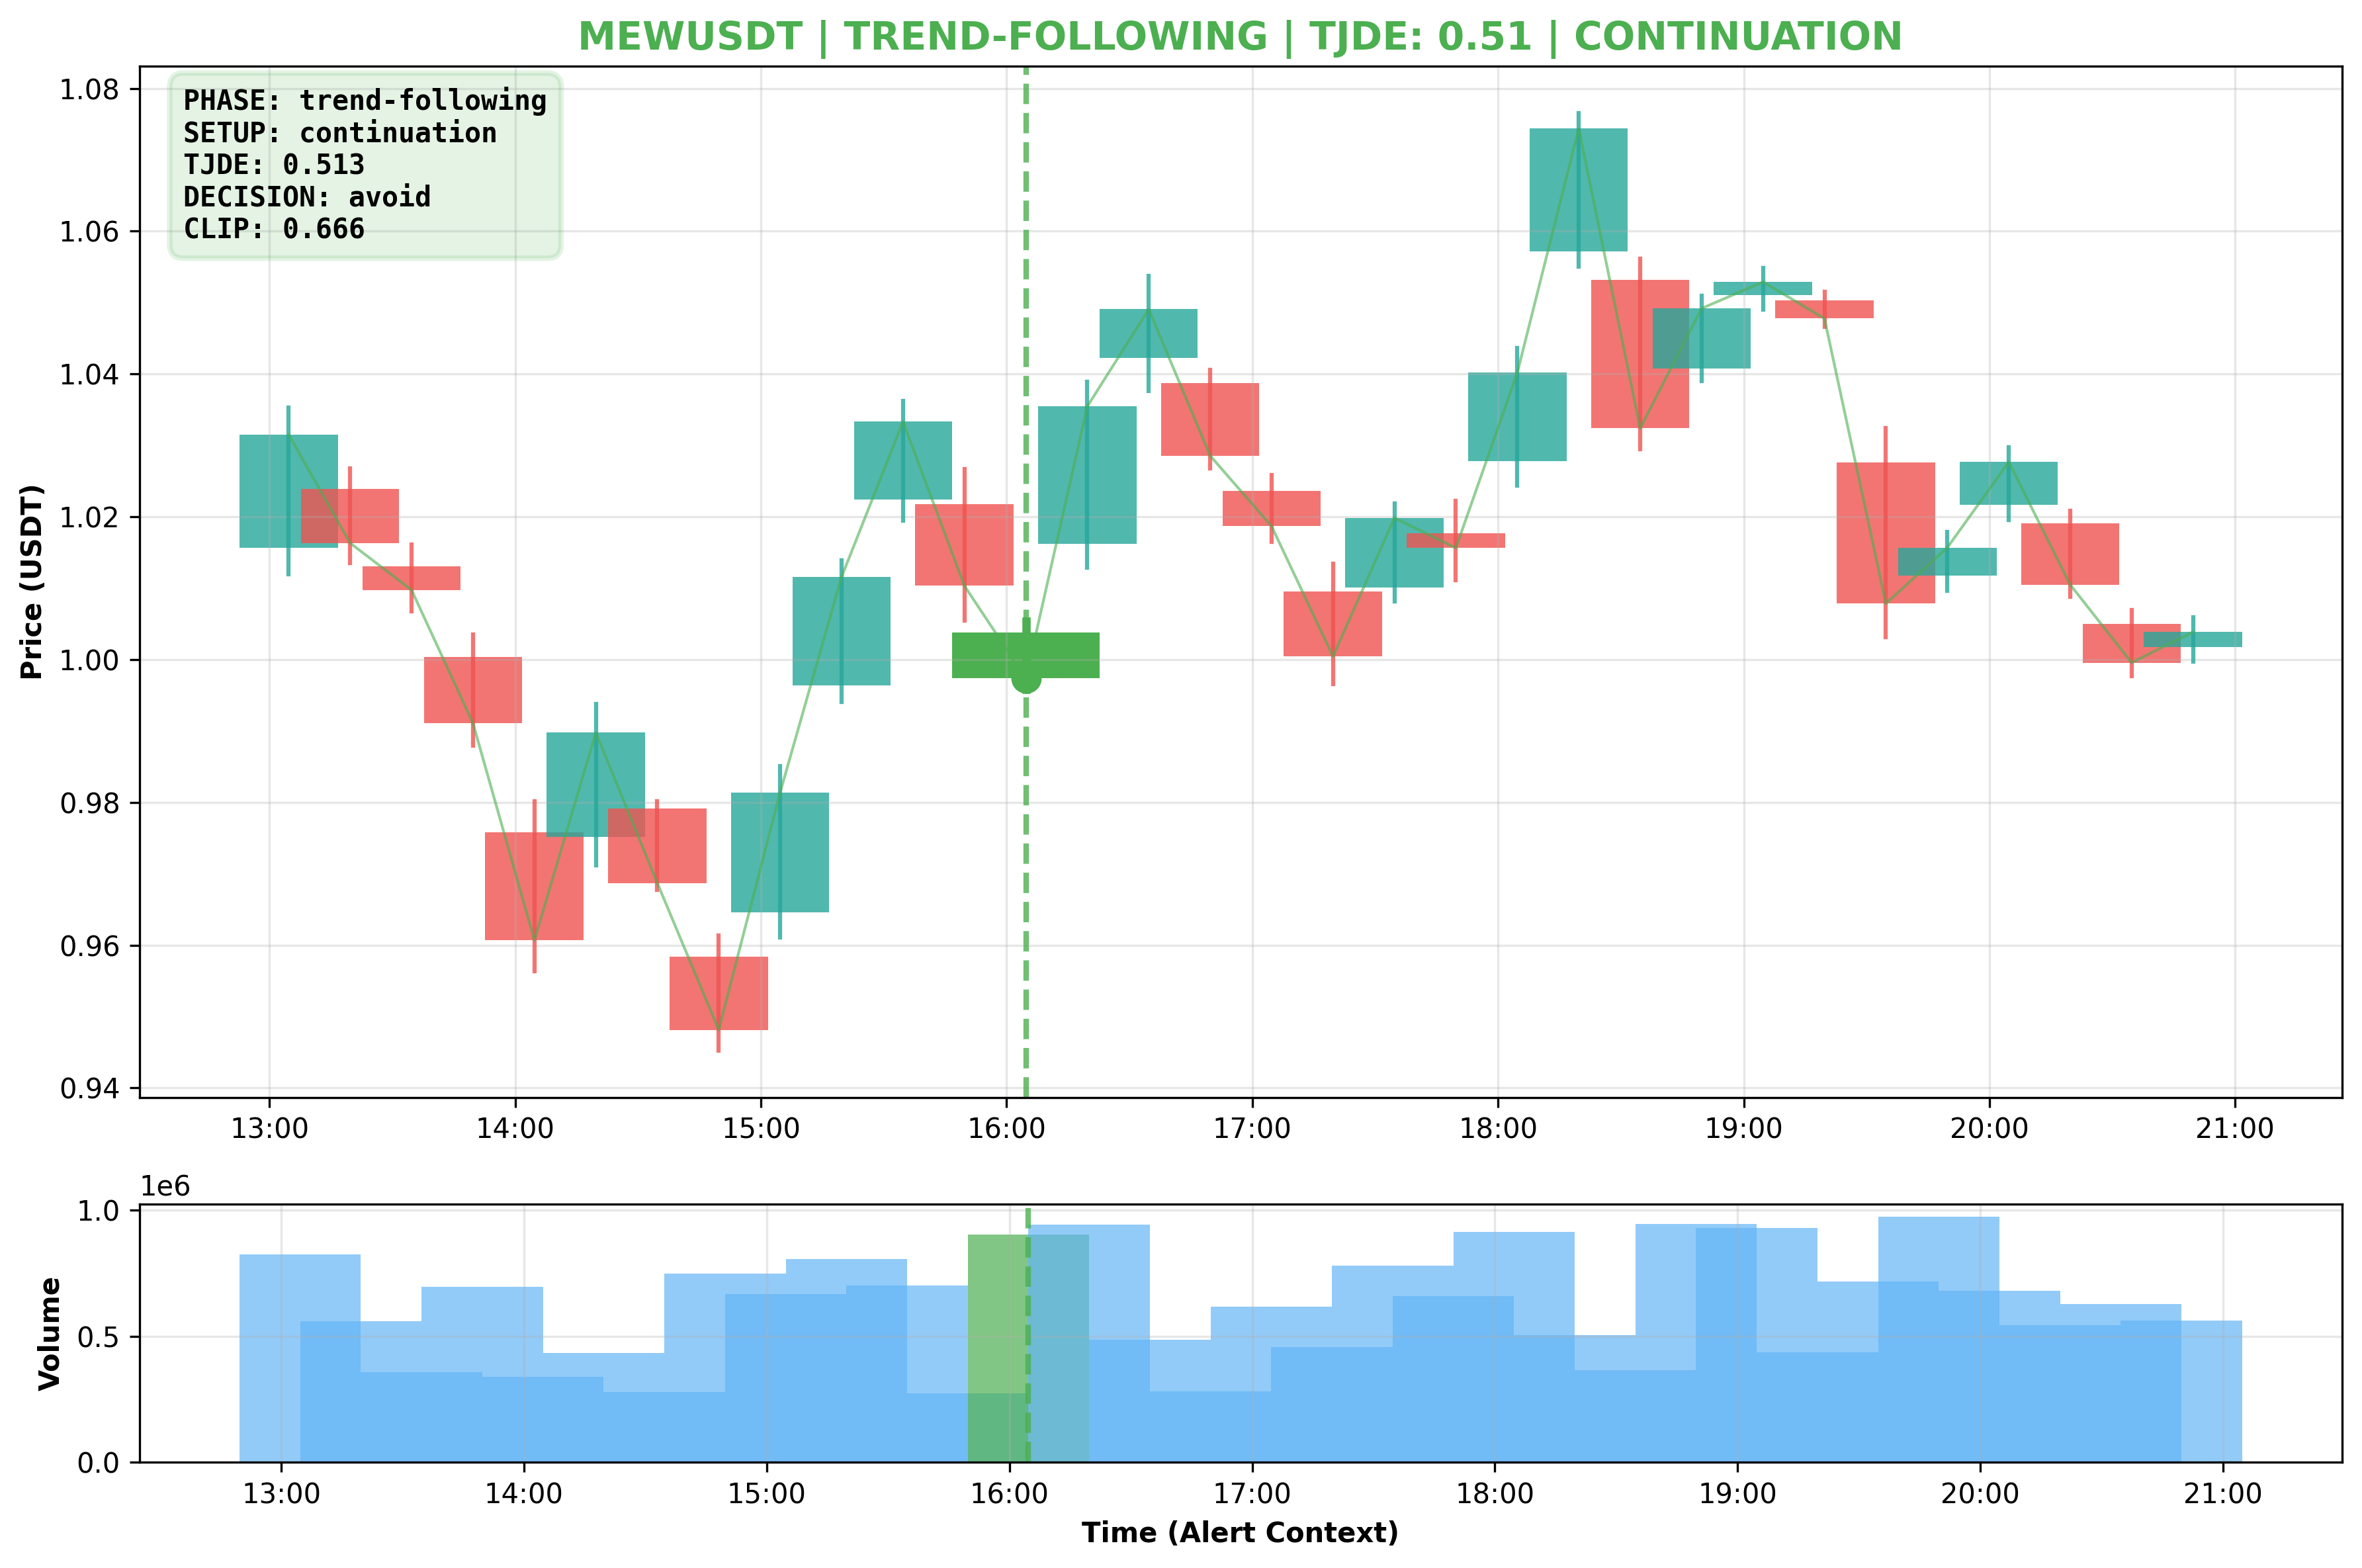 MEWUSDT | TREND-FOLLOWING | TJDE: 0.51 | CONTINUATION
PHASE: trend-following
SETUP: continuation
TJDE: 0.513
DECISION: avoid
CLIP: 0.666
Price (USDT)
1.08
1.06
1.04
1.02
1.00
0.98
0.96
0.94
13:00 14:00 15:00 16:00 17:00 18:00 19:00 20:00 21:00
1e6
Volume
1.0
0.5
0.0
13:00 14:00 15:00 16:00 17:00 18:00 19:00 20:00 21:00
Time (Alert Context)